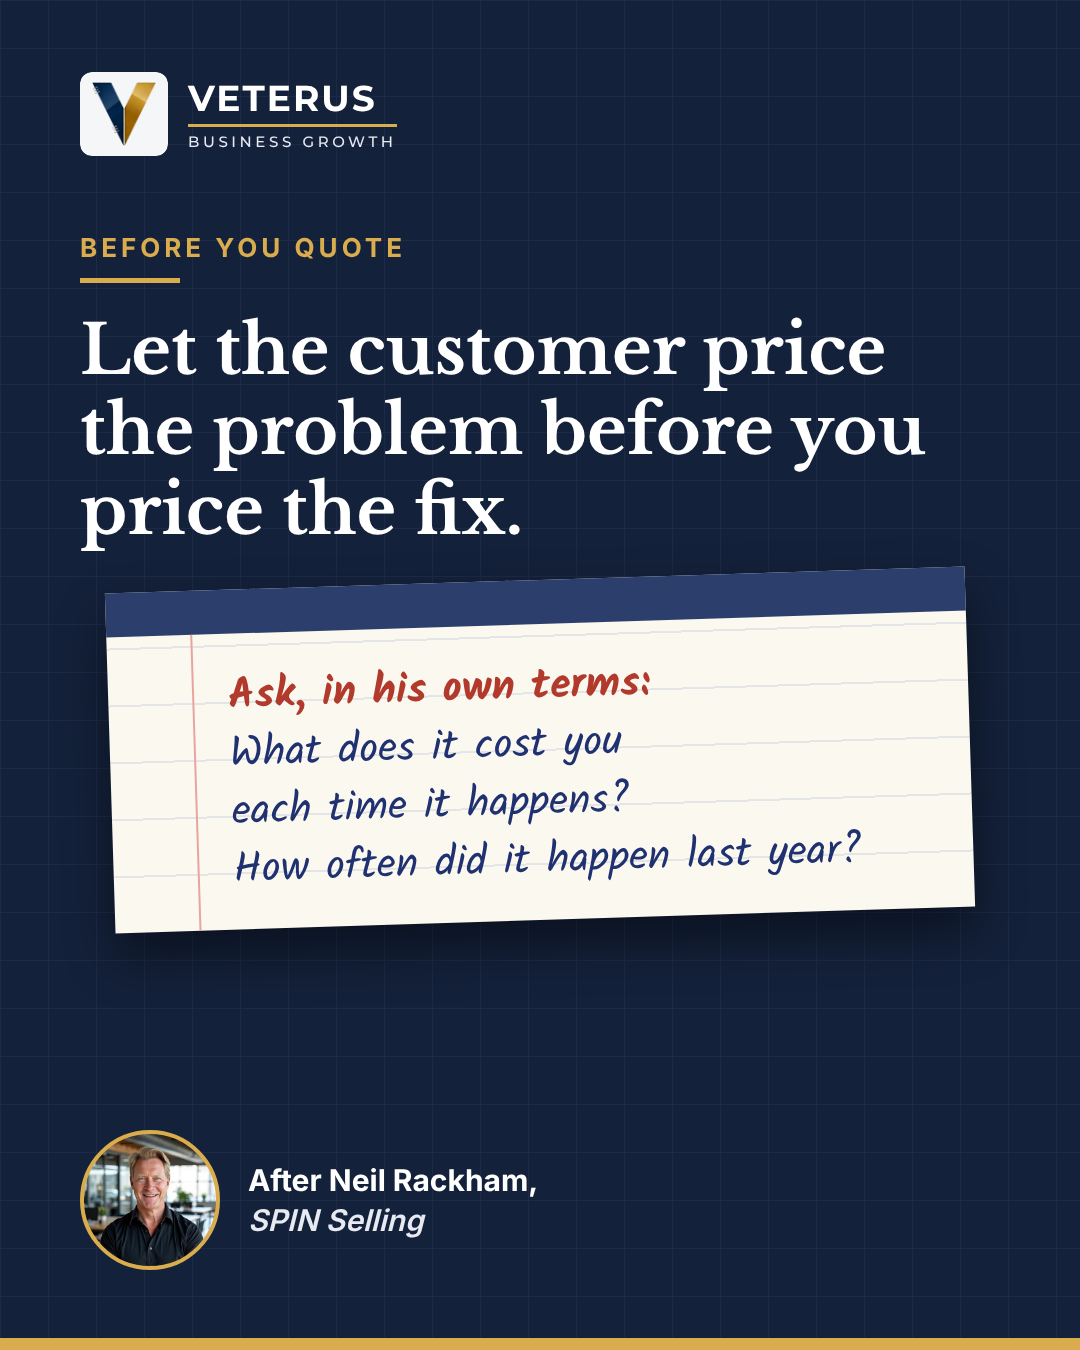 VETERUS
BUSINESS GROWTH
BEFORE YOU QUOTE
Let the customer price
the problem before you
price the fix.
Ask, in his own terms:
What does it cost you
each time it happens?
How often did it happen last year?
After Neil Rackham,
SPIN Selling